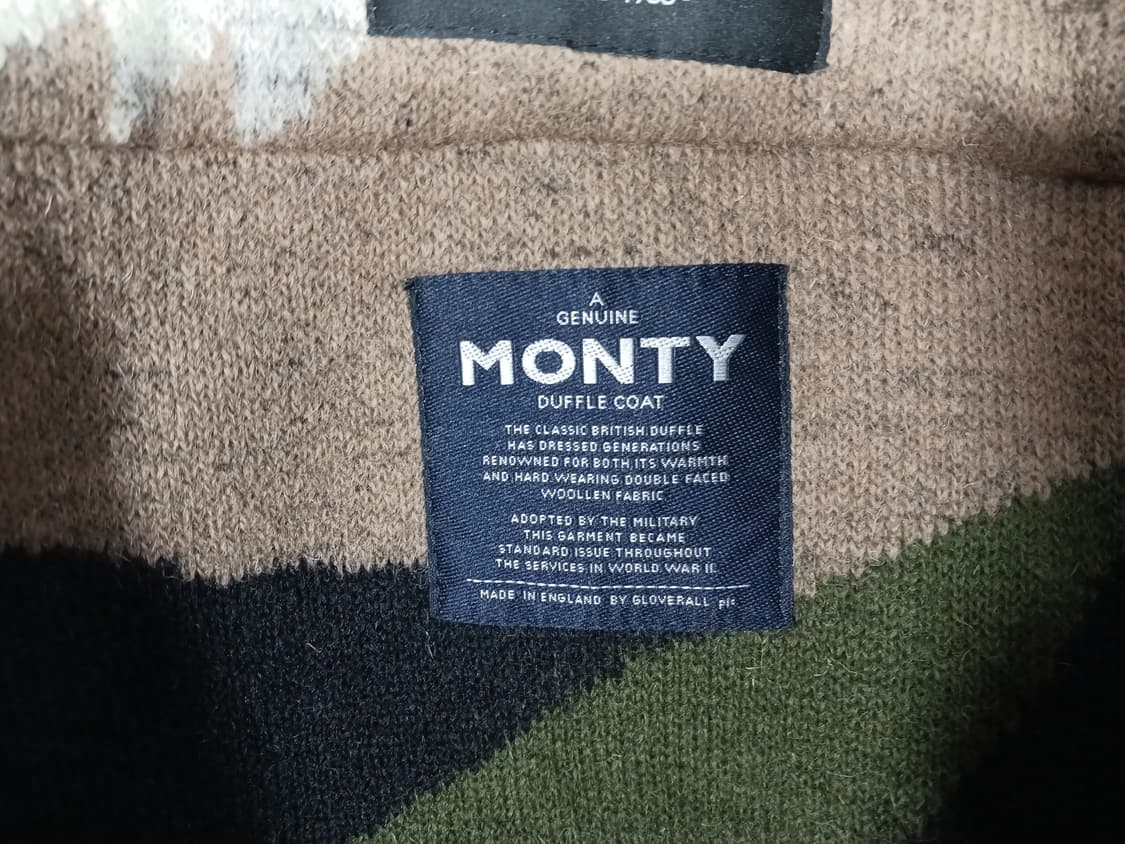 A
GENUINE
MONTY
DUFFLE COAT
THE CLASSIC BRITISH DUFFLE
HAS DRESSED GENERATIONS
RENOWNED FOR BOTH ITS WARMTH
AND HARD WEARING DOUBLE FACED
WOOLLEN FABRIC
ADOPTED BY THE MILITARY
THIS GARMENT BECAME
STANDARD ISSUE THROUGHOUT
THE SERVICES IN WORLD WAR II.
MADE IN ENGLAND BY GLOVERALL plc